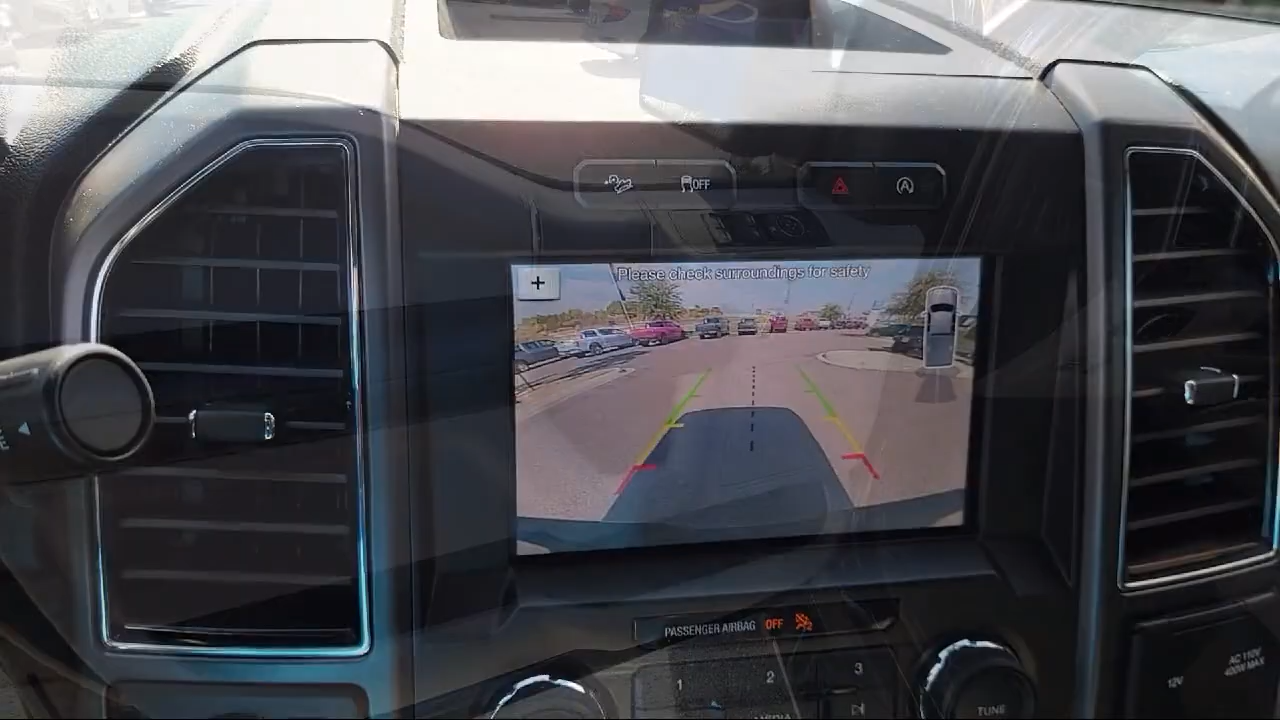 OFF
A
+
Please check surroundings for safety
PASSENGER AIRBAG OFF
1 2 3
TUNE
AC 110V
400W MAX
12V